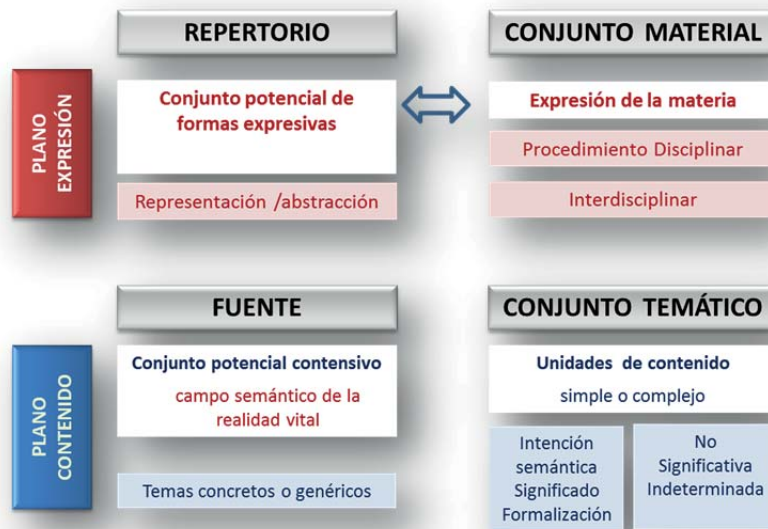 REPERTORIO
CONJUNTO MATERIAL
PLANO
EXPRESIÓN
Conjunto potencial de
formas expresivas
Expresión de la materia
Procedimiento Disciplinar
Representación /abstracción
Interdisciplinar
FUENTE
CONJUNTO TEMÁTICO
PLANO
CONTENIDO
Conjunto potencial contensivo
campo semántico de la
realidad vital
Unidades de contenido
simple o complejo
Temas concretos o genéricos
Intención
semántica
Significado
Formalización
No
Significativa
Indeterminada